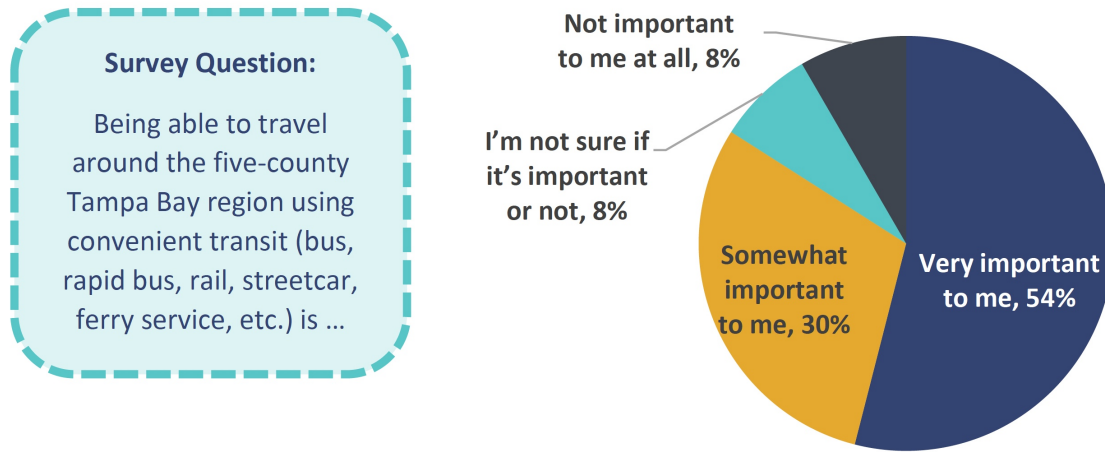 Survey Question:
Being able to travel
around the five-county
Tampa Bay region using
convenient transit (bus,
rapid bus, rail, streetcar,
ferry service, etc.) is ...
Not important
to me at all, 8%
I'm not sure if
it's important
or not, 8%
Somewhat
important
to me, 30%
Very important
to me, 54%